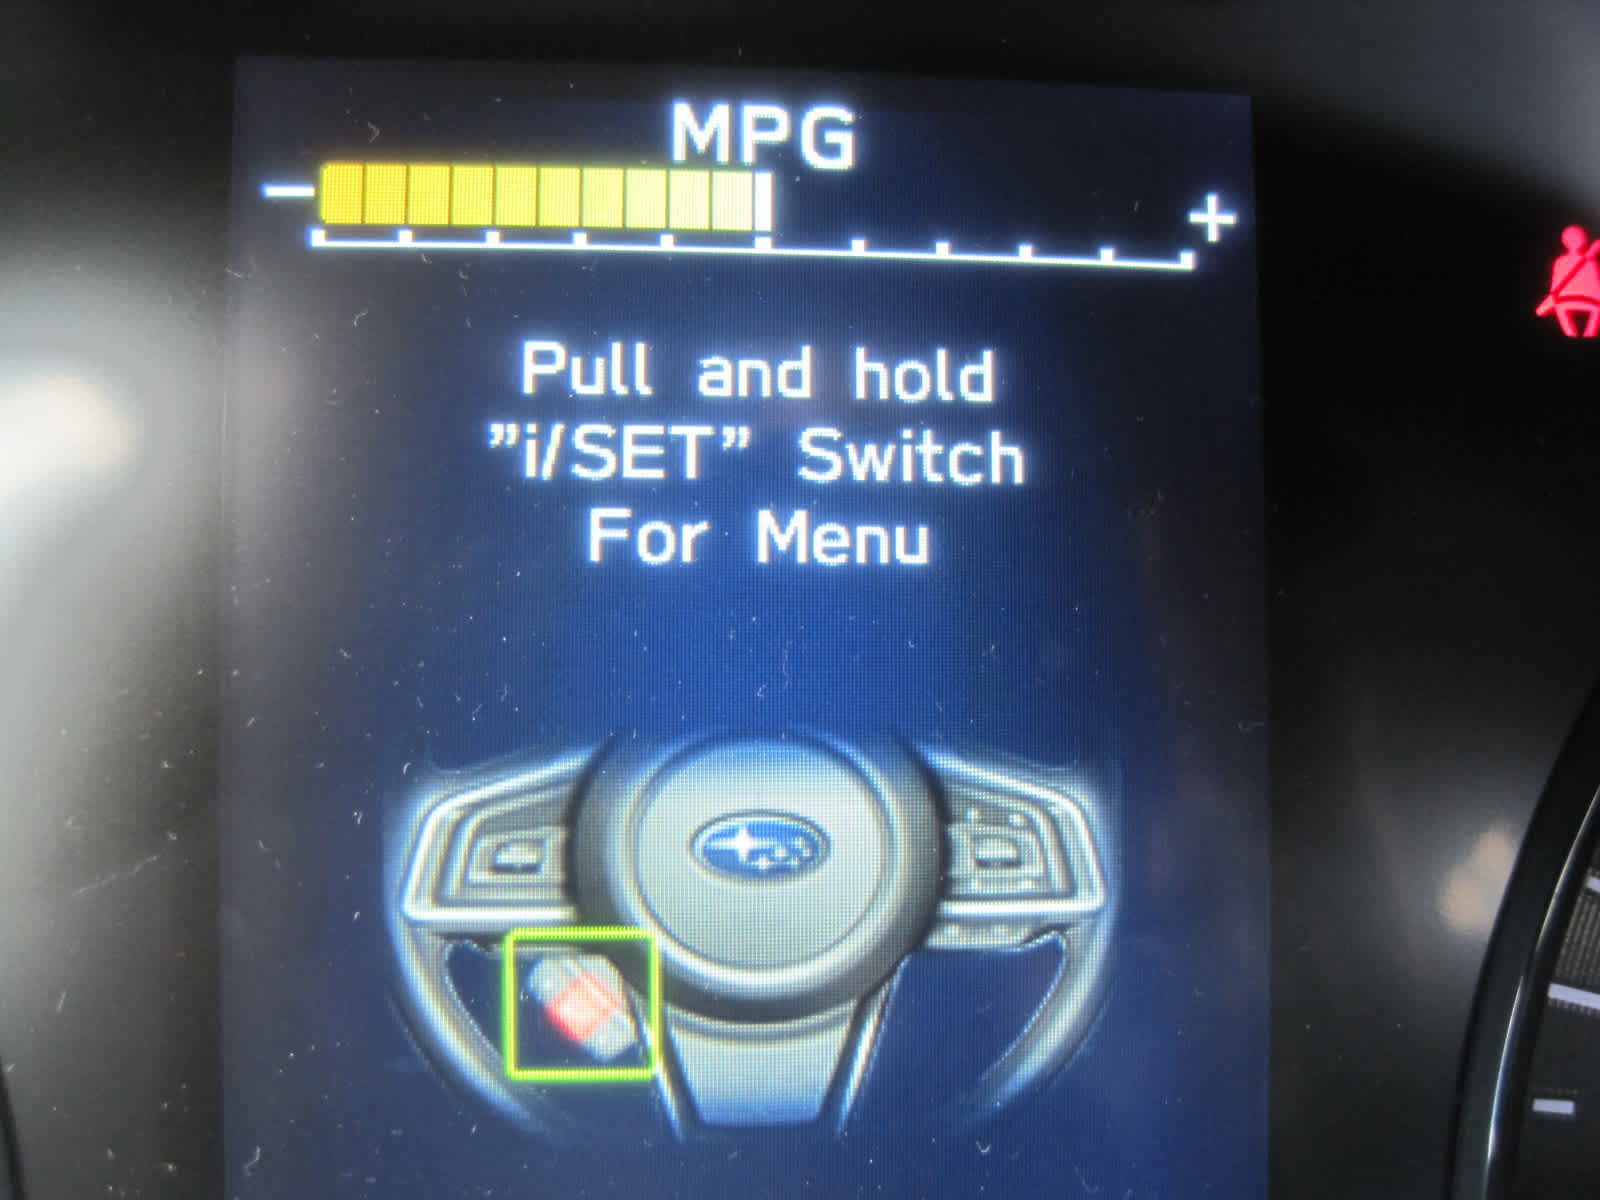 MPG
− +
Pull and hold
”i/SET” Switch
For Menu